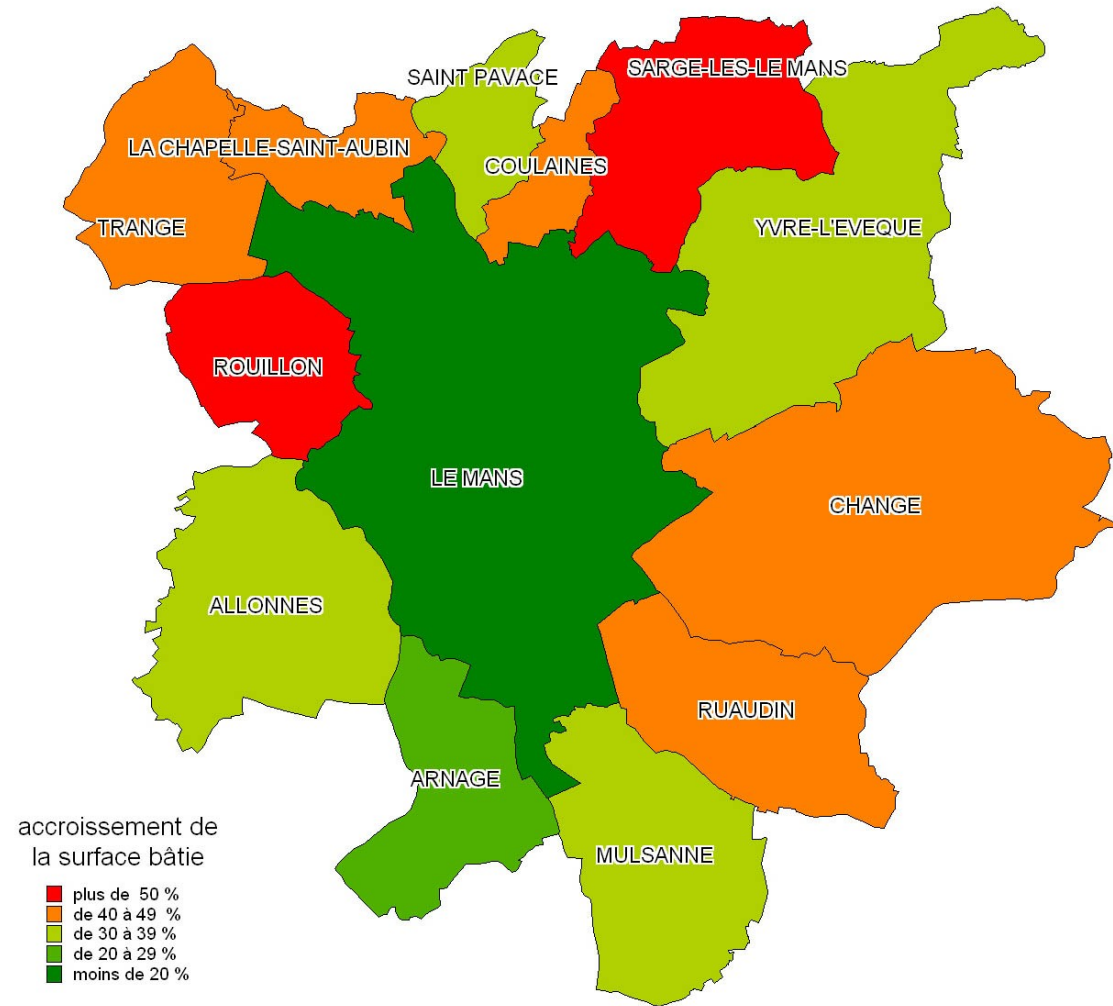 SAINT PAVACE
SARGE-LES-LE MANS
LA CHAPELLE-SAINT-AUBIN
COULAINES
TRANGE
YVRE-L'EVEQUE
ROUILLON
LE MANS
CHANGE
ALLONNES
RUAUDIN
ARNAGE
MULSANNE
accroissement de
la surface bâtie
plus de 50 %
de 40 à 49 %
de 30 à 39 %
de 20 à 29 %
moins de 20 %